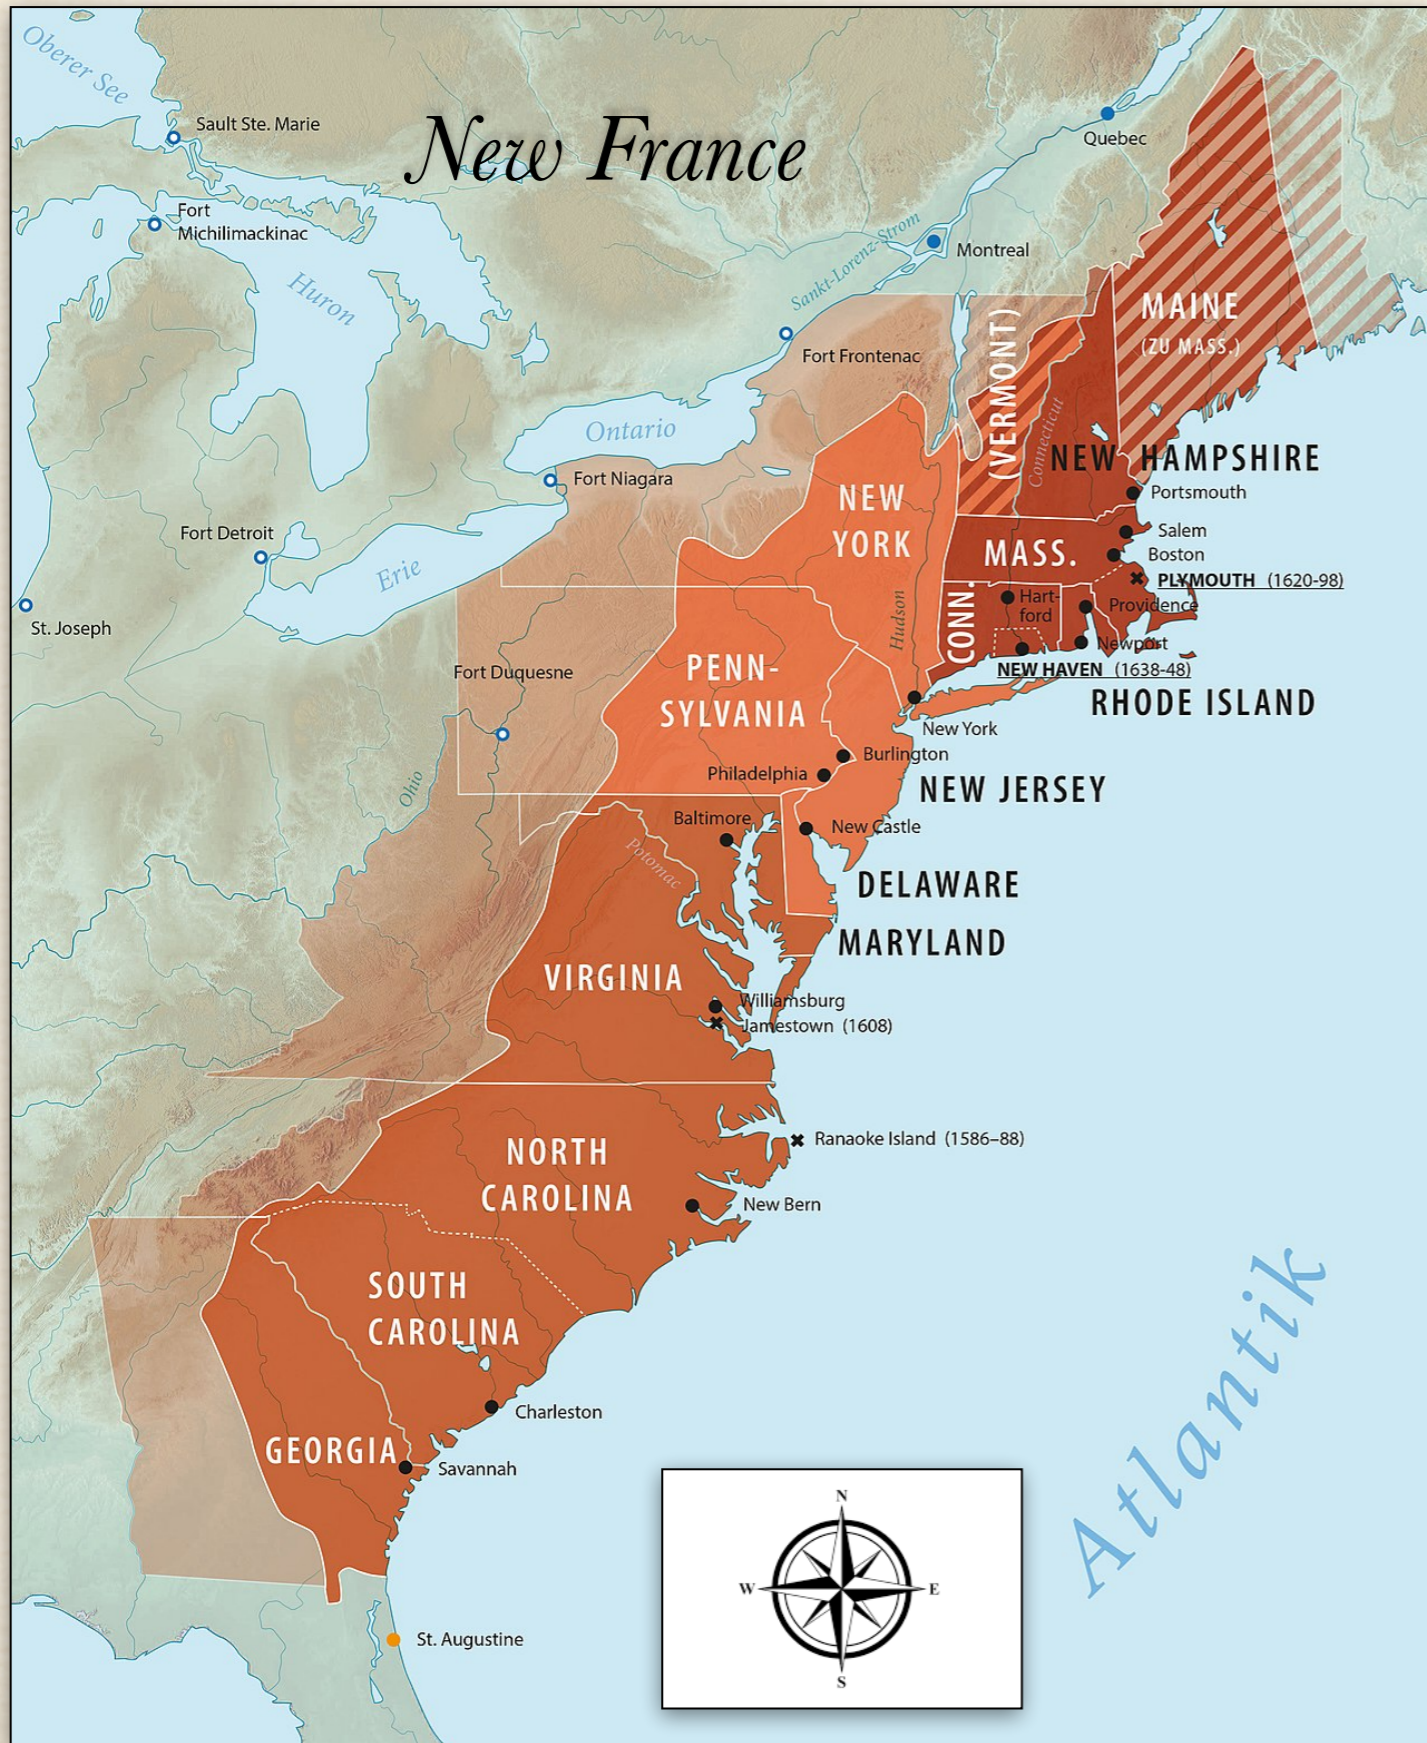 Oberer See
Sault Ste. Marie
New France
Quebec
Fort
Michilimackinac
Huron
Sankt-Lorenz-Strom
Montreal
MAINE
(ZU MASS.)
Fort Frontenac
(VERMONT)
Connecticut
Ontario
NEW HAMPSHIRE
Fort Niagara
NEW
YORK
Portsmouth
Fort Detroit
Salem
MASS.
Boston
Erie
PLYMOUTH (1620-98)
Hart-
ford
Providence
St. Joseph
Hudson
CONN.
Newport
Fort Duquesne
PENN-
SYLVANIA
NEW HAVEN (1638-48)
RHODE ISLAND
New York
Burlington
Philadelphia
Ohio
NEW JERSEY
Baltimore
New Castle
Potomac
DELAWARE
MARYLAND
VIRGINIA
Williamsburg
Jamestown (1608)
Ranaoke Island (1586–88)
NORTH
CAROLINA
New Bern
SOUTH
CAROLINA
Atlantik
Charleston
GEORGIA
Savannah
N
W
E
S
St. Augustine